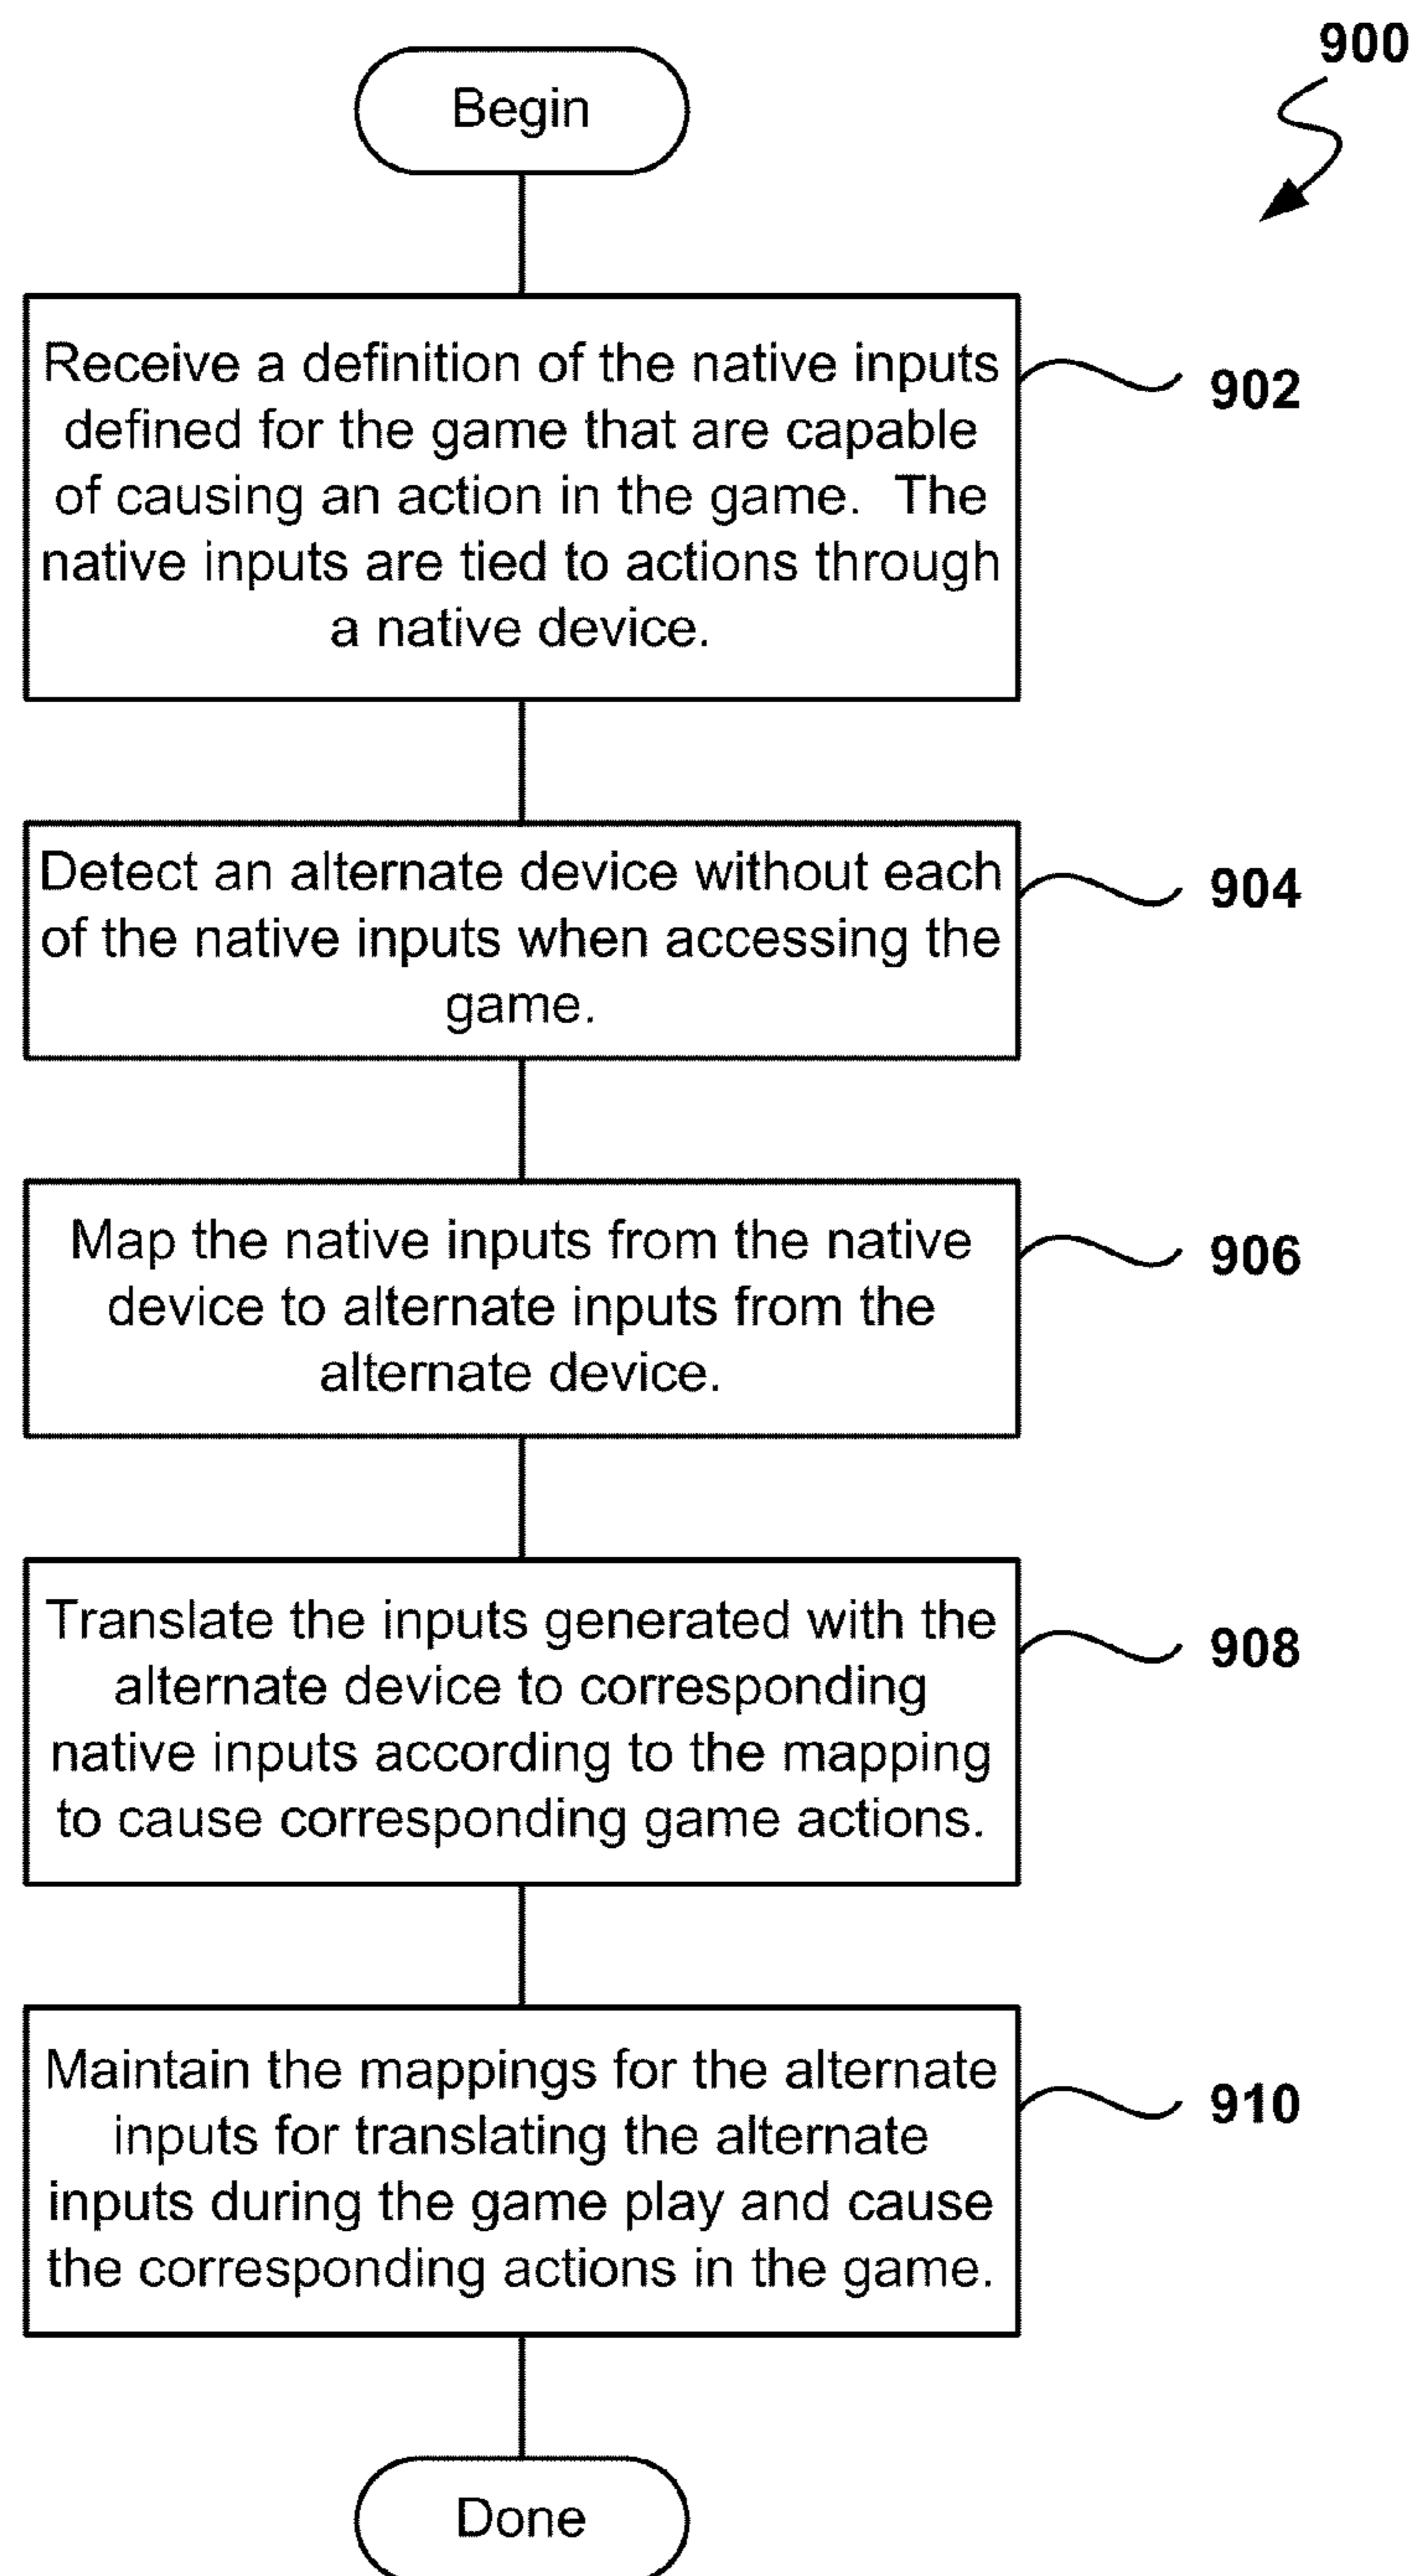 900
Begin
Receive a definition of the native inputs
defined for the game that are capable
of causing an action in the game.  The
native inputs are tied to actions through
a native device.
902
Detect an alternate device without each
of the native inputs when accessing the
game.
904
Map the native inputs from the native
device to alternate inputs from the
alternate device.
906
Translate the inputs generated with the
alternate device to corresponding
native inputs according to the mapping
to cause corresponding game actions.
908
Maintain the mappings for the alternate
inputs for translating the alternate
inputs during the game play and cause
the corresponding actions in the game.
910
Done